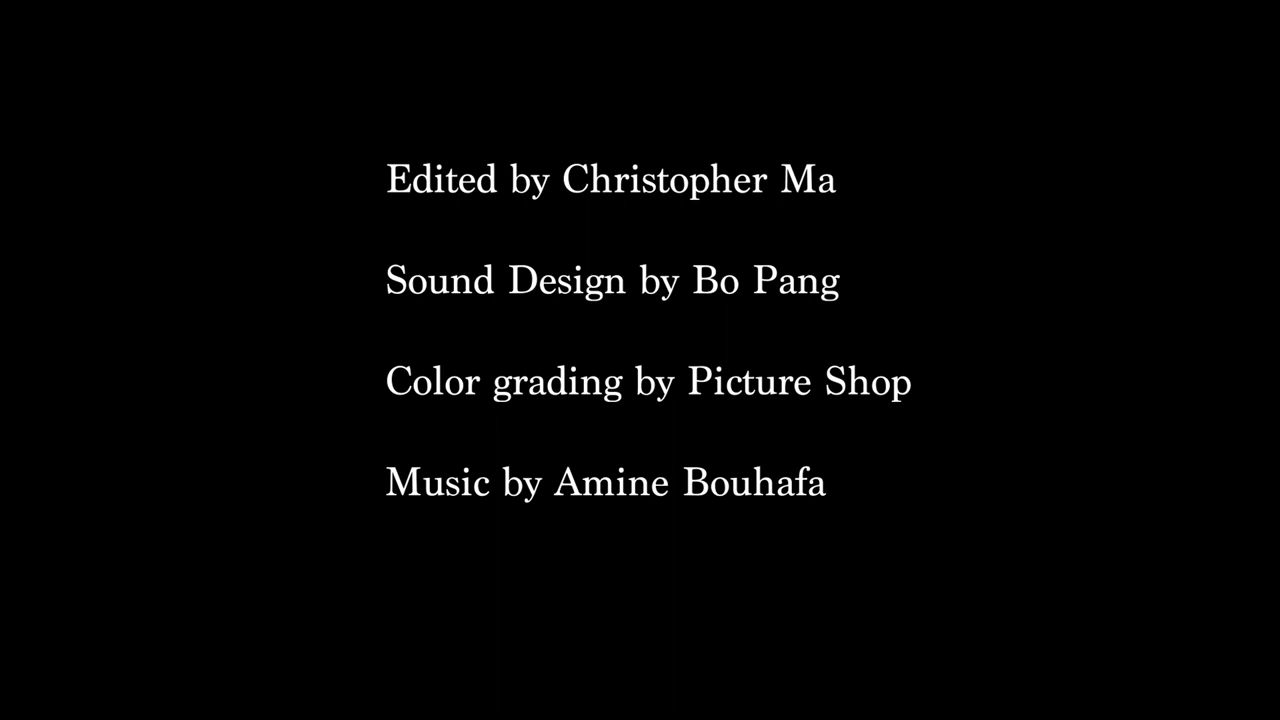 Edited by Christopher Ma
Sound Design by Bo Pang
Color grading by Picture Shop
Music by Amine Bouhafa